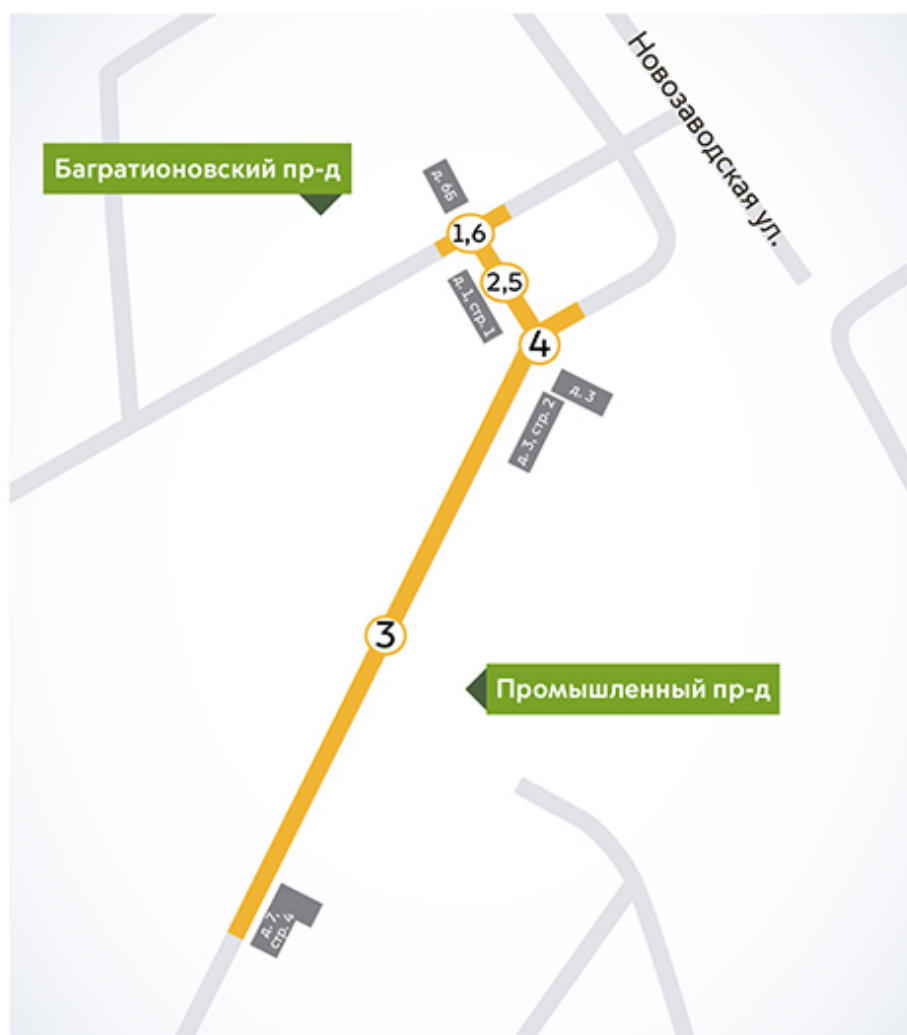 Новозаводская ул.
Багратионовский пр-д
д. 6Б
1,6
2,5
д. 1, стр. 1
4
д. 3
д. 3, стр. 2
3
Промышленный пр-д
д. 7,
стр. 4